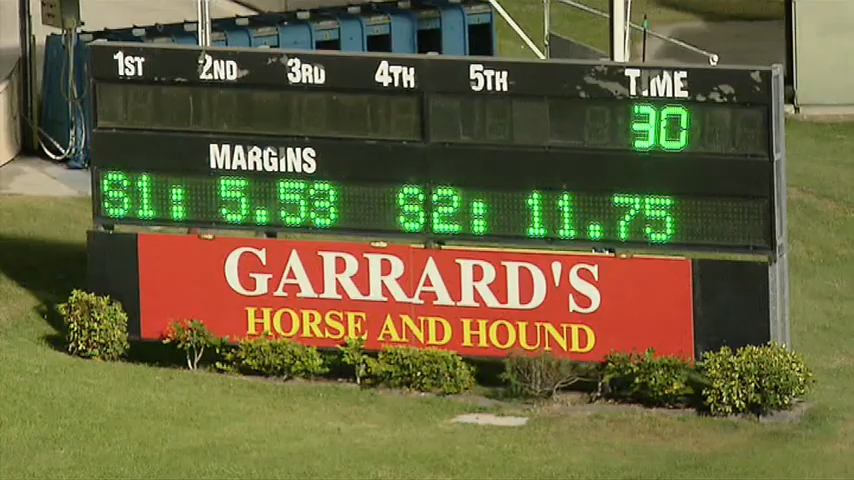 1ST 2ND 3RD 4TH 5TH TIME
30
MARGINS
S1: 5.53 S2: 11.75
GARRARD'S
HORSE AND HOUND